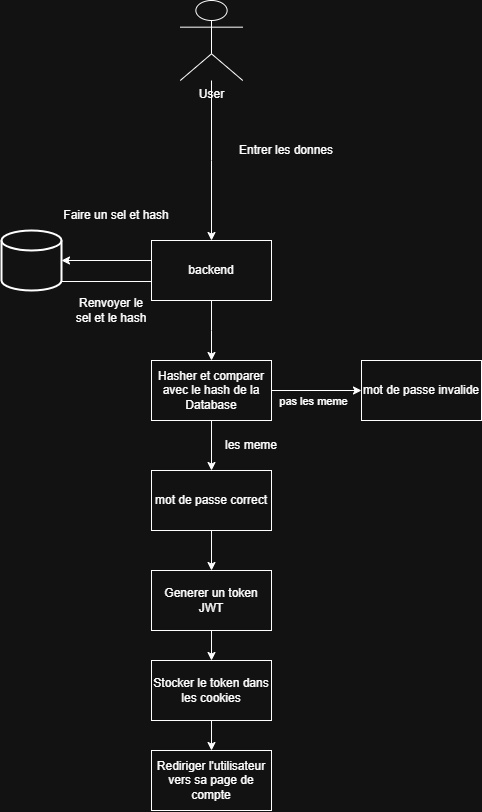 User
Entrer les donnes
Faire un sel et hash
backend
Renvoyer le
sel et le hash
Hasher et comparer
avec le hash de la
Database
pas les meme
mot de passe invalide
les meme
mot de passe correct
Generer un token
JWT
Stocker le token dans
les cookies
Rediriger l'utilisateur
vers sa page de
compte